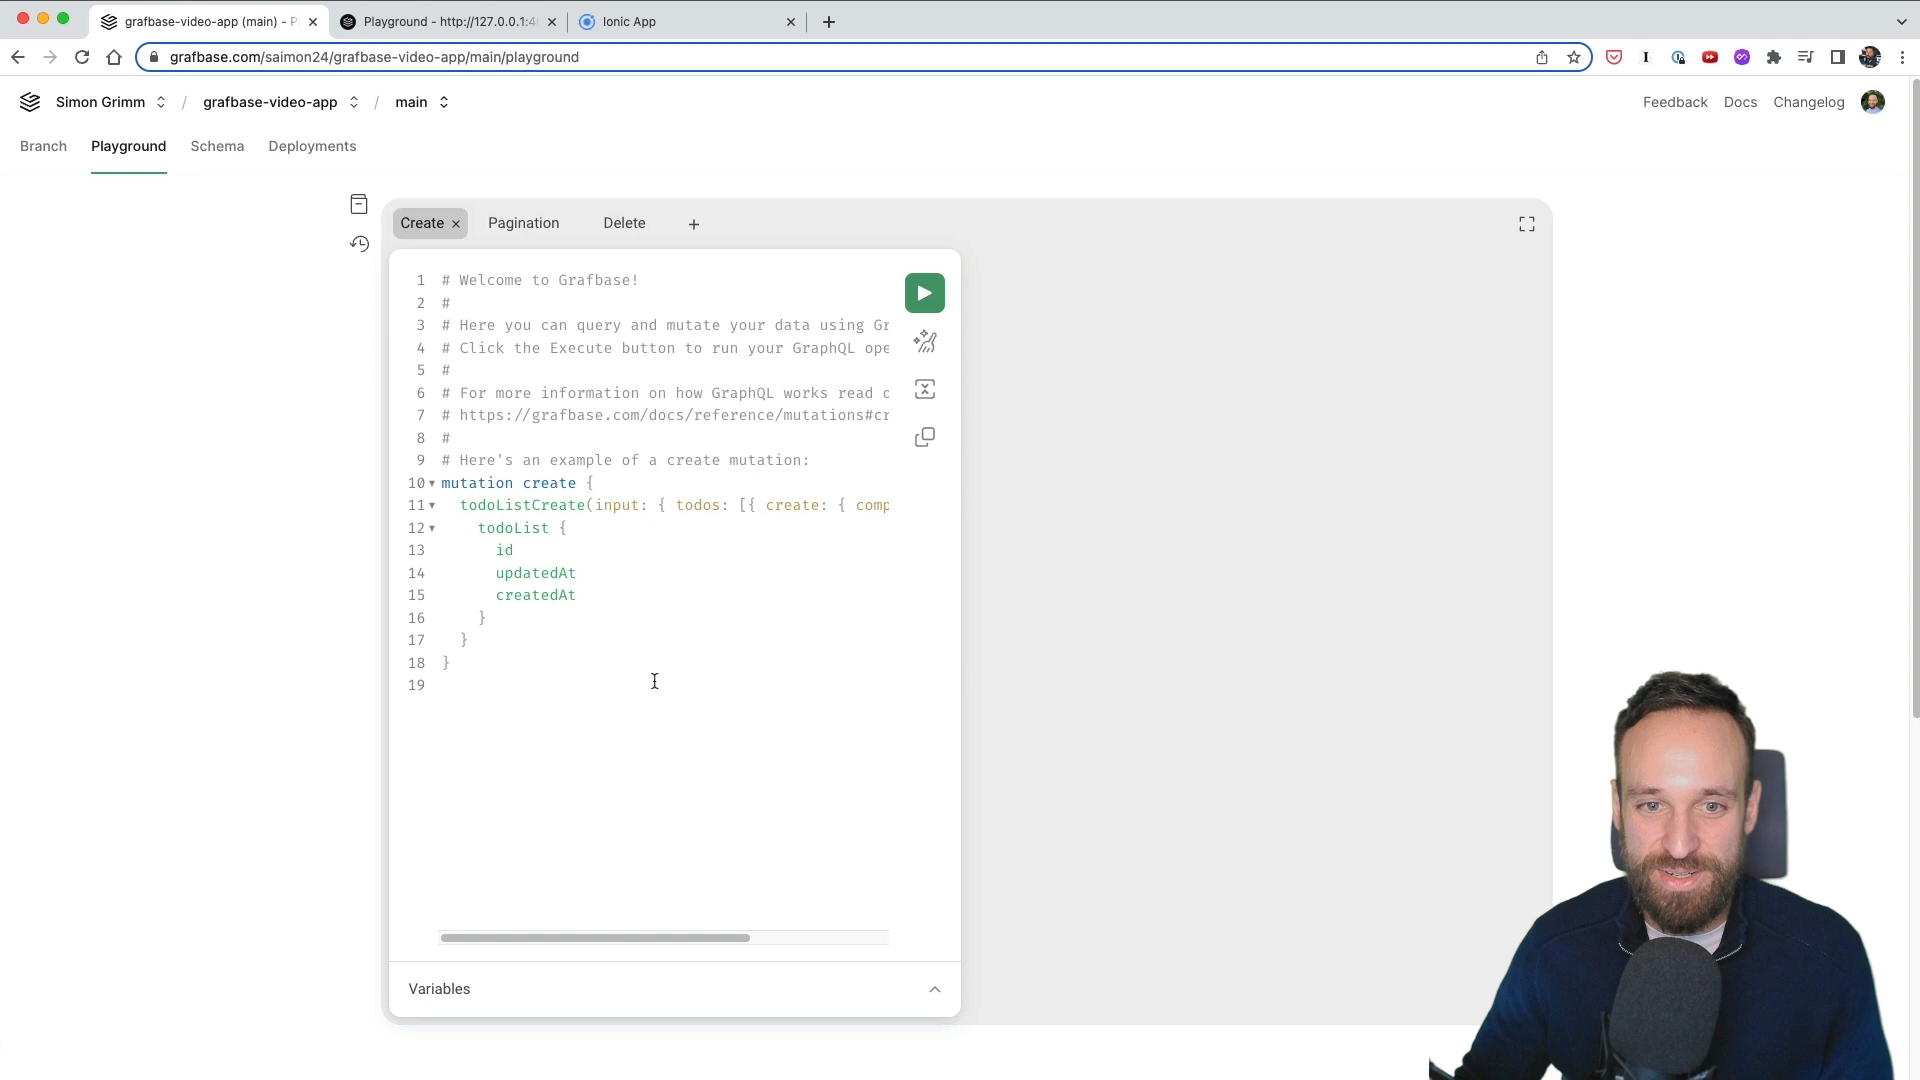 grafbase-video-app (main) - P
Playground - http://127.0.0.1:4
Ionic App
grafbase.com/saimon24/grafbase-video-app/main/playground
Simon Grimm / grafbase-video-app / main
Feedback Docs Changelog
Branch Playground Schema Deployments
Create Pagination Delete
1 # Welcome to Grafbase!
2 #
3 # Here you can query and mutate your data using Gr
4 # Click the Execute button to run your GraphQL ope
5 #
6 # For more information on how GraphQL works read o
7 # https://grafbase.com/docs/reference/mutations#cr
8 #
9 # Here's an example of a create mutation:
10 mutation create {
11 todoListCreate(input: { todos: [{ create: { comp
12 todoList {
13 id
14 updatedAt
15 createdAt
16 }
17 }
18 }
19
Variables